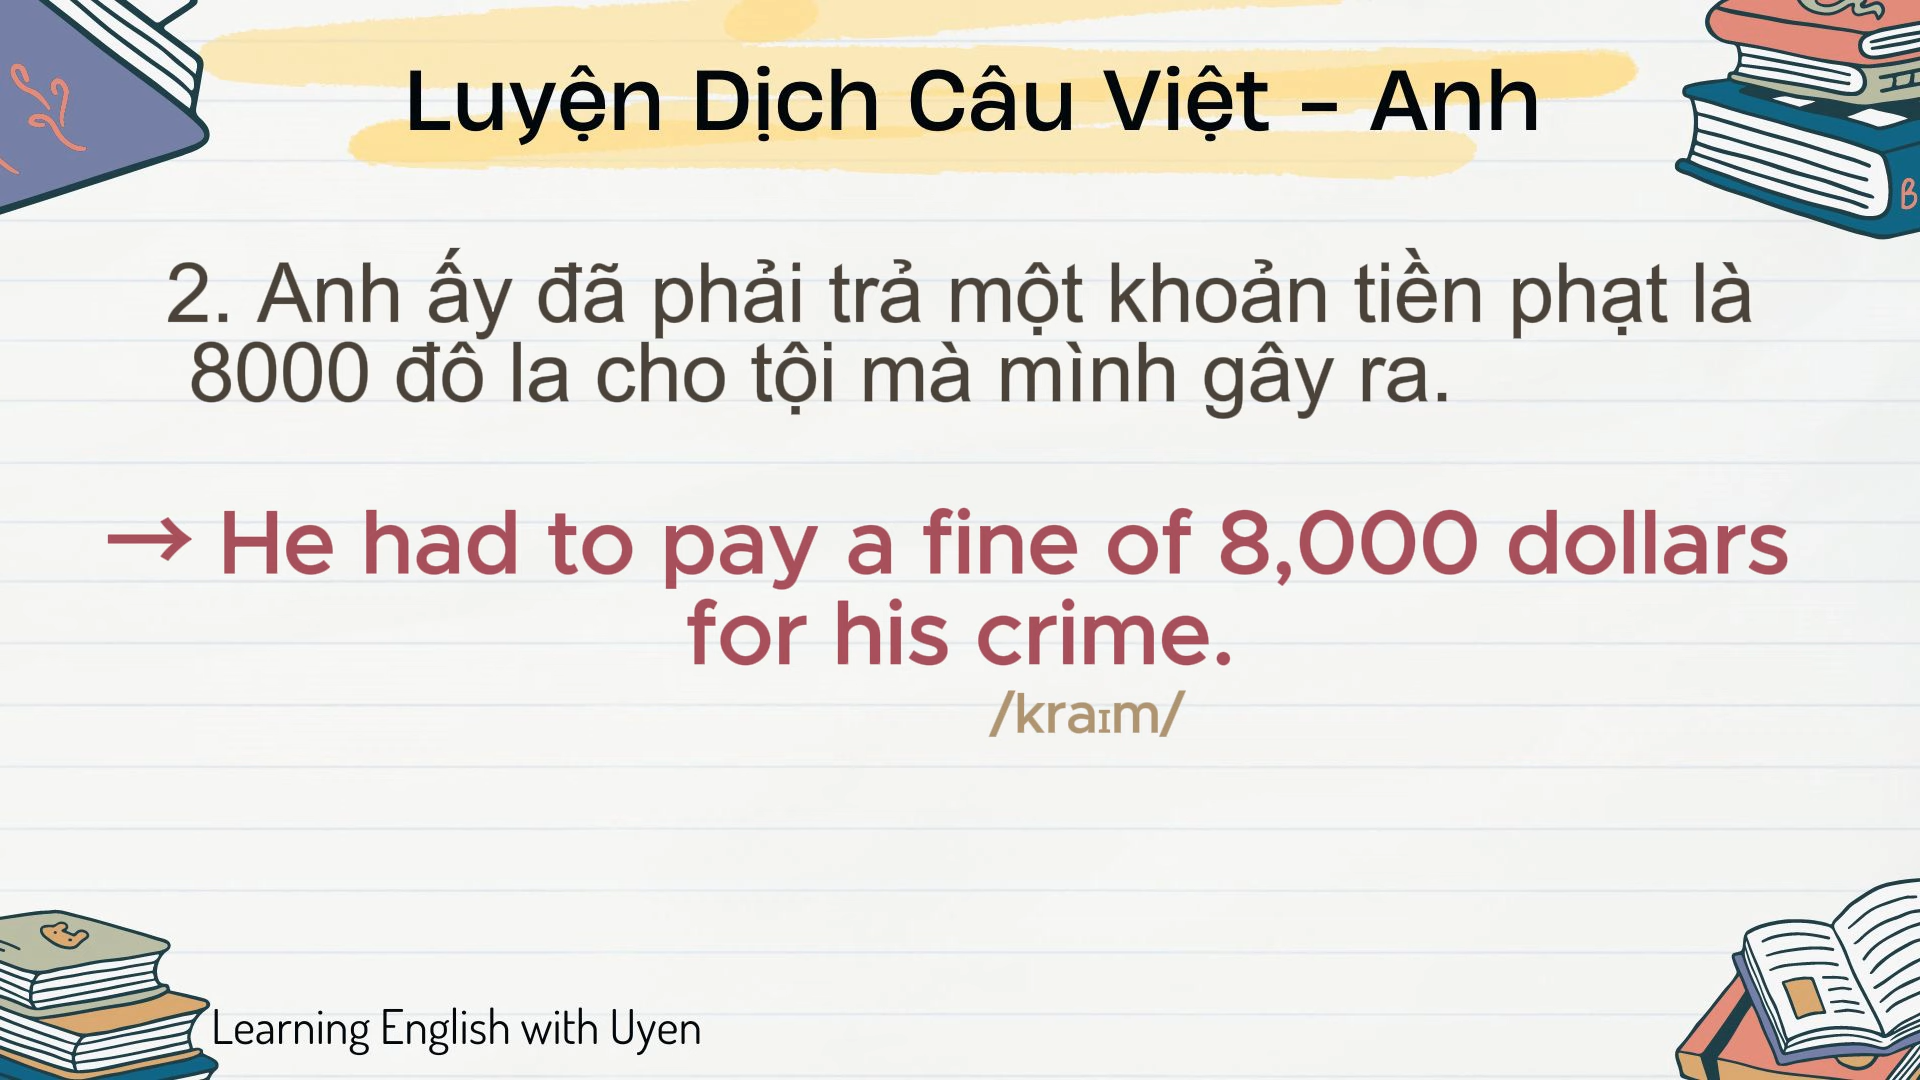 Luyện Dịch Câu Việt - Anh
2. Anh ấy đã phải trả một khoản tiền phạt là
8000 đô la cho tội mà mình gây ra.
→ He had to pay a fine of 8,000 dollars
for his crime.
/kraɪm/
Learning English with Uyen
B